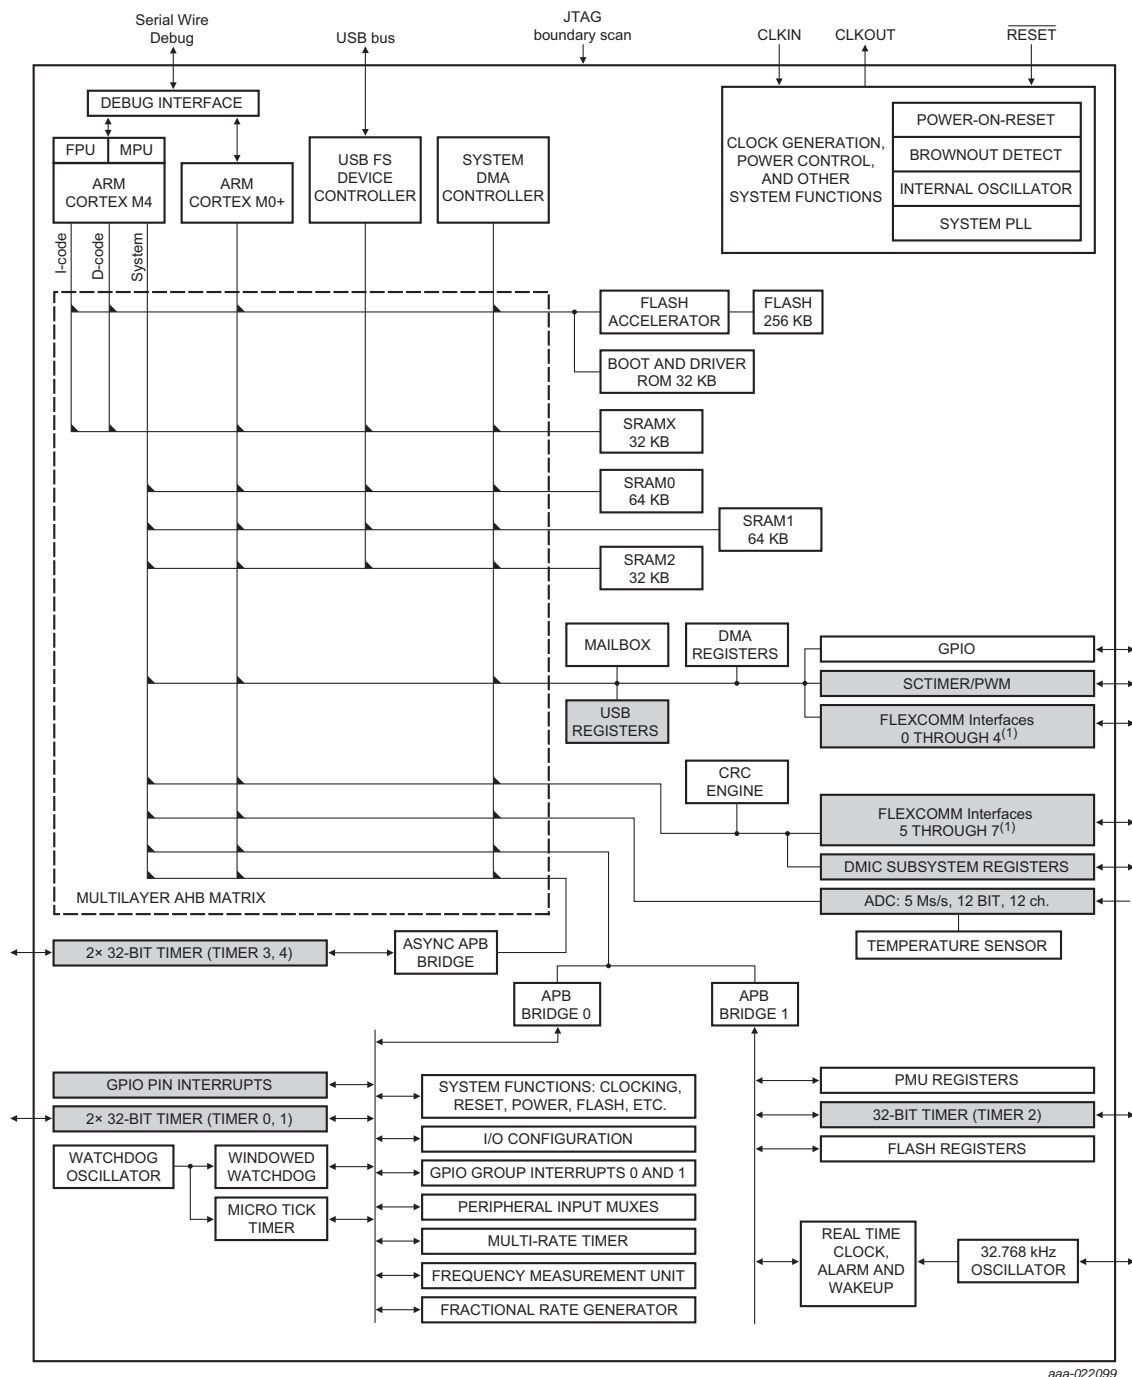 Serial Wire
Debug
USB bus
JTAG
boundary scan
CLKIN
CLKOUT
RESET
DEBUG INTERFACE
FPU
MPU
ARM
CORTEX M4
ARM
CORTEX M0+
USB FS
DEVICE
CONTROLLER
SYSTEM
DMA
CONTROLLER
CLOCK GENERATION,
POWER CONTROL,
AND OTHER
SYSTEM FUNCTIONS
POWER-ON-RESET
BROWNOUT DETECT
INTERNAL OSCILLATOR
SYSTEM PLL
I-code
D-code
System
FLASH
ACCELERATOR
FLASH
256 KB
BOOT AND DRIVER
ROM 32 KB
SRAMX
32 KB
SRAM0
64 KB
SRAM1
64 KB
SRAM2
32 KB
MAILBOX
DMA
REGISTERS
GPIO
SCTIMER/PWM
USB
REGISTERS
FLEXCOMM Interfaces
0 THROUGH 4(1)
CRC
ENGINE
FLEXCOMM Interfaces
5 THROUGH 7(1)
DMIC SUBSYSTEM REGISTERS
MULTILAYER AHB MATRIX
ADC: 5 Ms/s, 12 BIT, 12 ch.
TEMPERATURE SENSOR
2× 32-BIT TIMER (TIMER 3, 4)
ASYNC APB
BRIDGE
APB
BRIDGE 0
APB
BRIDGE 1
GPIO PIN INTERRUPTS
2× 32-BIT TIMER (TIMER 0, 1)
WATCHDOG
OSCILLATOR
WINDOWED
WATCHDOG
MICRO TICK
TIMER
SYSTEM FUNCTIONS: CLOCKING,
RESET, POWER, FLASH, ETC.
I/O CONFIGURATION
GPIO GROUP INTERRUPTS 0 AND 1
PERIPHERAL INPUT MUXES
MULTI-RATE TIMER
FREQUENCY MEASUREMENT UNIT
FRACTIONAL RATE GENERATOR
PMU REGISTERS
32-BIT TIMER (TIMER 2)
FLASH REGISTERS
REAL TIME
CLOCK,
ALARM AND
WAKEUP
32.768 kHz
OSCILLATOR
aaa-022099